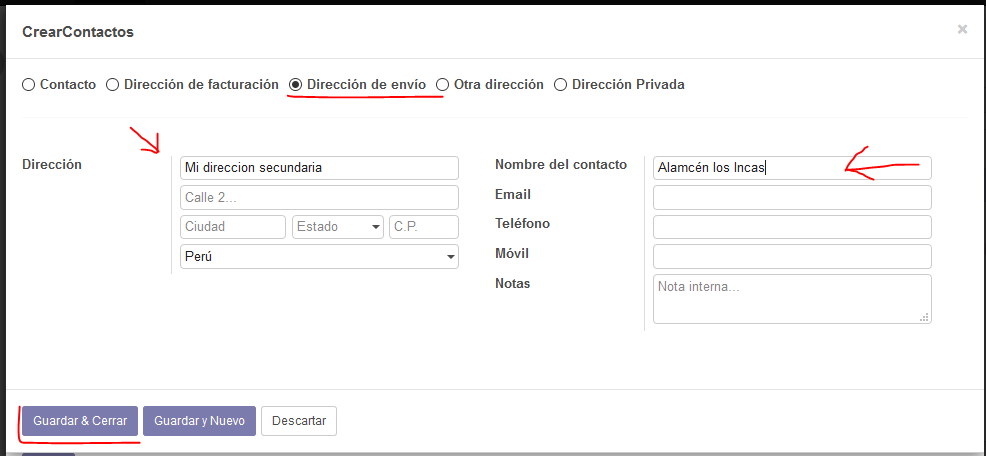 CrearContactos ×
Contacto Dirección de facturación Dirección de envío Otra dirección Dirección Privada
Dirección Mi direccion secundaria Nombre del contacto Alamcén los Incas
Calle 2... Email
Ciudad Estado C.P. Teléfono
Perú Móvil
Notas Nota interna...
Guardar & Cerrar Guardar y Nuevo Descartar